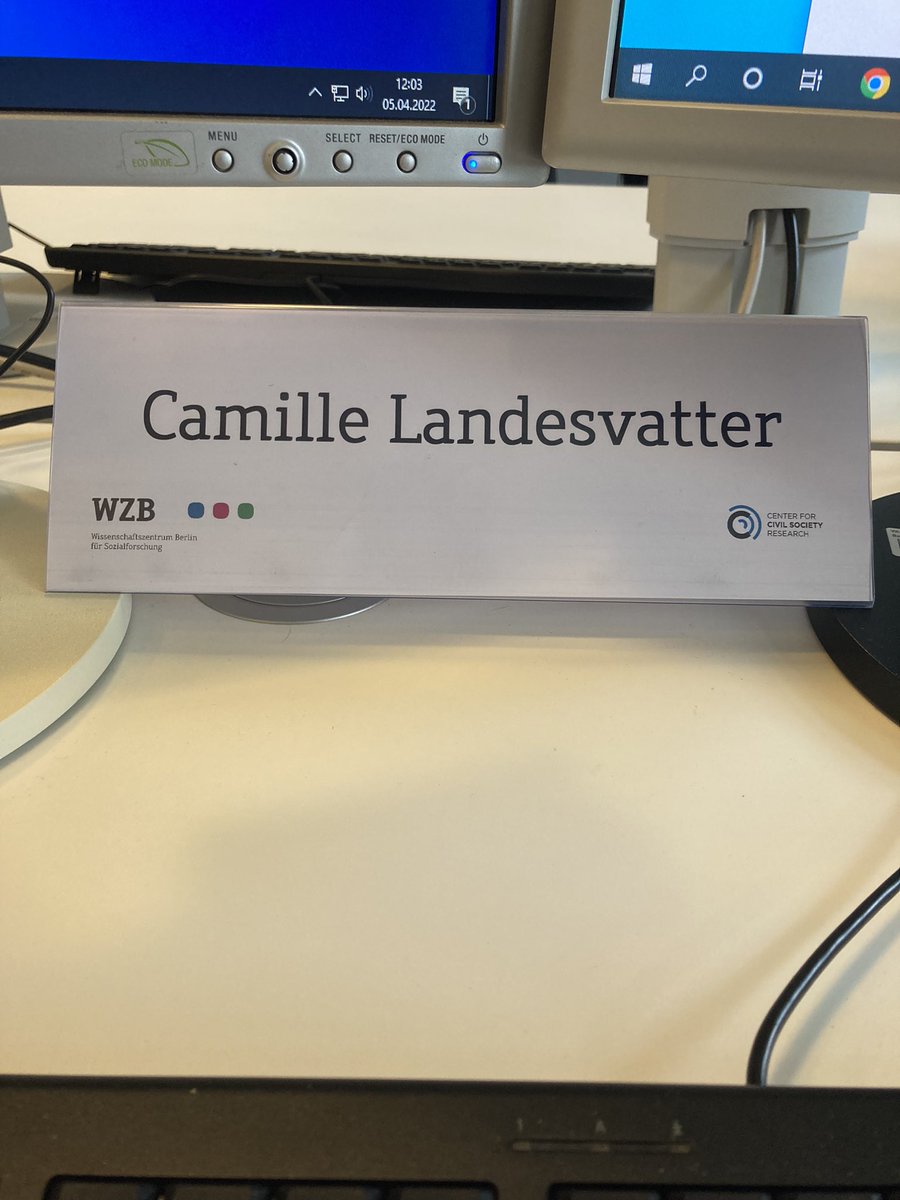 12:03
05.04.2022
1
ECO MODE
MENU
SELECT
RESET/ECO MODE
Camille Landesvatter
WZB
Wissenschaftszentrum Berlin
für Sozialforschung
CENTER FOR
CIVIL SOCIETY
RESEARCH